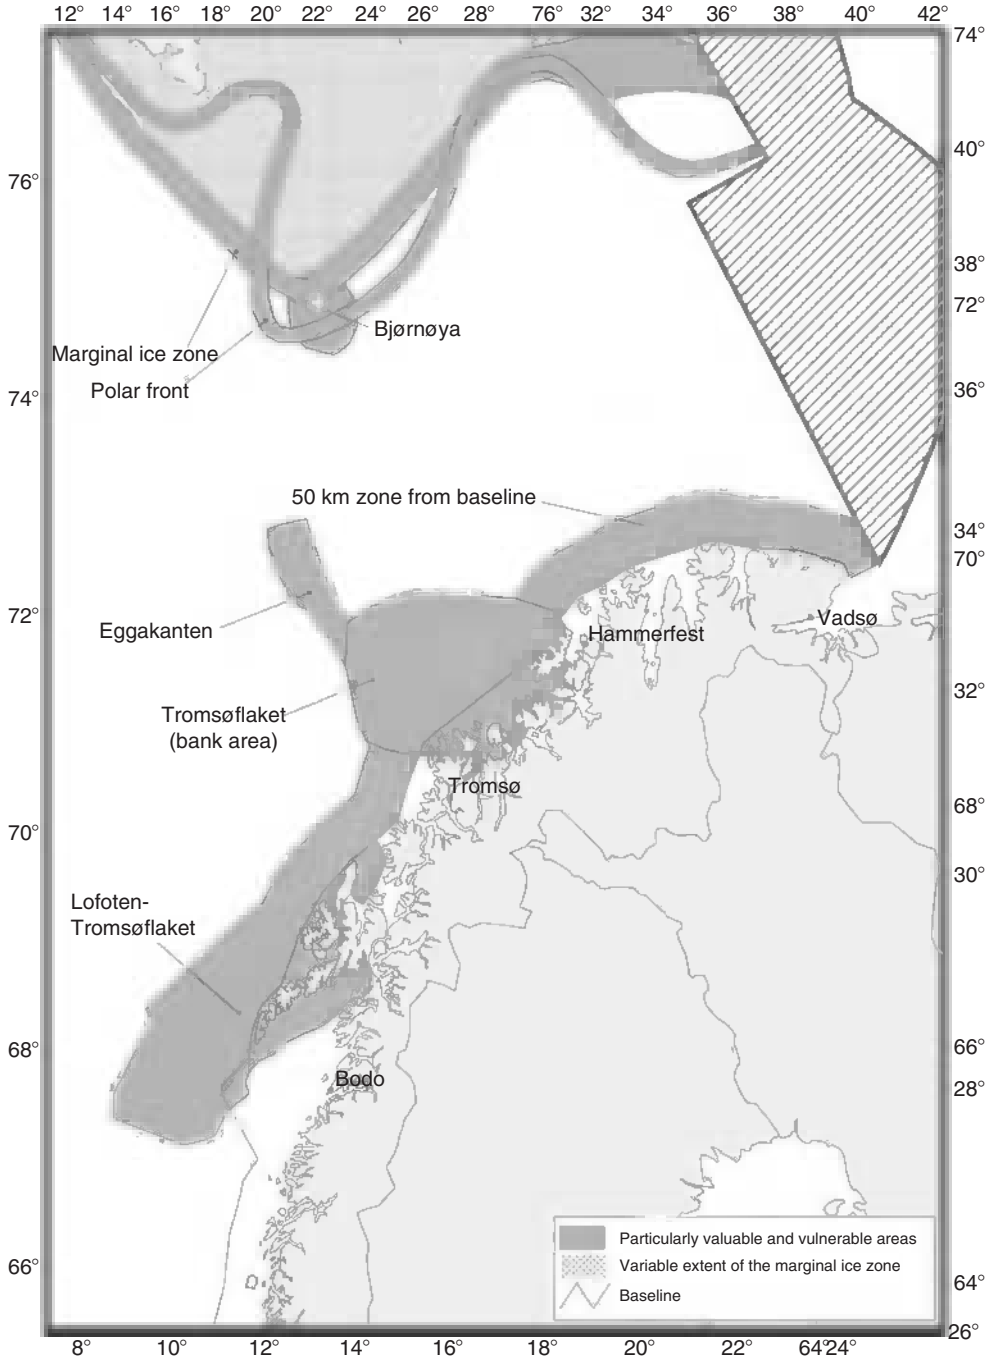 12° 14° 16° 18° 20° 22° 24° 26° 28° 76° 32° 34° 36° 38° 40° 42°
74°
40°
76°
38°
72°
Bjørnøya
Marginal ice zone
Polar front
36°
74°
50 km zone from baseline
34°
70°
72°
Eggakanten
Vadsø
Hammerfest
32°
Tromsøflaket
(bank area)
Tromsø
68°
70°
30°
Lofoten-
Tromsøflaket
68°
66°
Bodo
28°
Particularly valuable and vulnerable areas
Variable extent of the marginal ice zone
Baseline
66°
64°
26°
8° 10° 12° 14° 16° 18° 20° 22° 64° 24°